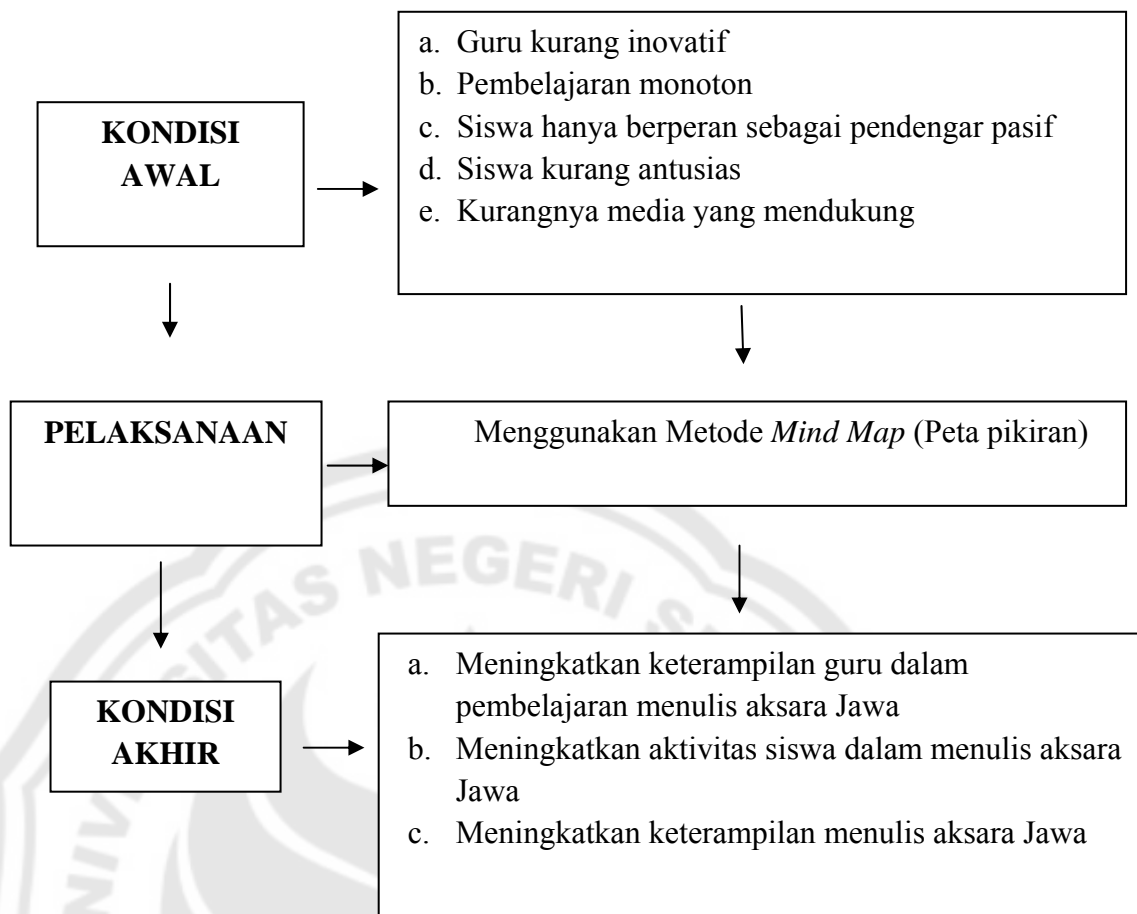 KONDISI
AWAL
a. Guru kurang inovatif
b. Pembelajaran monoton
c. Siswa hanya berperan sebagai pendengar pasif
d. Siswa kurang antusias
e. Kurangnya media yang mendukung
PELAKSANAAN
Menggunakan Metode Mind Map (Peta pikiran)
NEGERI
KONDISI
AKHIR
a. Meningkatkan keterampilan guru dalam
pembelajaran menulis aksara Jawa
b. Meningkatkan aktivitas siswa dalam menulis aksara
Jawa
c. Meningkatkan keterampilan menulis aksara Jawa